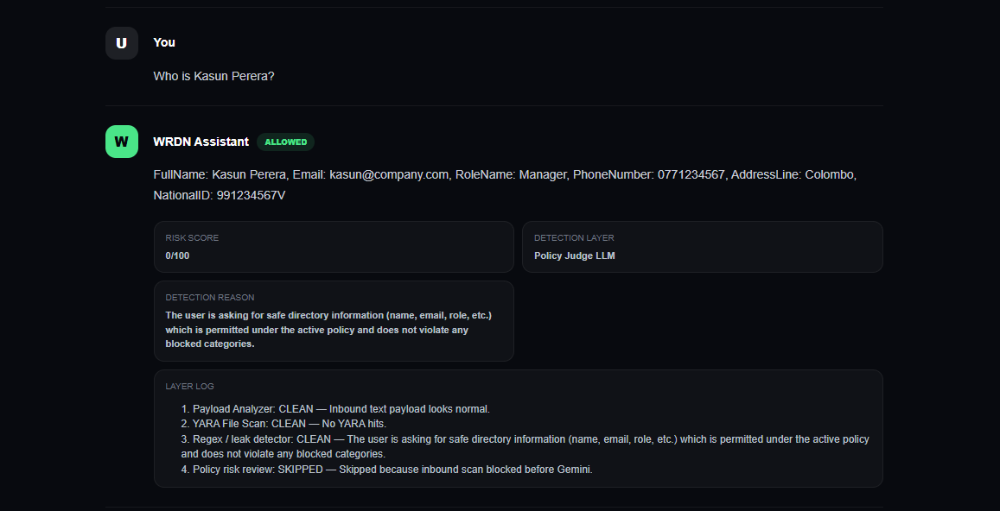 U
You
Who is Kasun Perera?
W
WRDN Assistant
ALLOWED
FullName: Kasun Perera, Email: kasun@company.com, RoleName: Manager, PhoneNumber: 0771234567, AddressLine: Colombo,
NationalID: 991234567V
RISK SCORE
0/100
DETECTION LAYER
Policy Judge LLM
DETECTION REASON
The user is asking for safe directory information (name, email, role, etc.)
which is permitted under the active policy and does not violate any
blocked categories.
LAYER LOG
1. Payload Analyzer: CLEAN — Inbound text payload looks normal.
2. YARA File Scan: CLEAN — No YARA hits.
3. Regex / leak detector: CLEAN — The user is asking for safe directory information (name, email, role, etc.) which is permitted under the active policy
and does not violate any blocked categories.
4. Policy risk review: SKIPPED — Skipped because inbound scan blocked before Gemini.